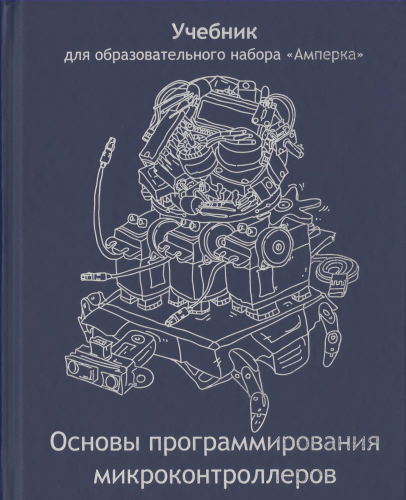 Учебник
для образовательного набора «Амперка»
Основы программирования
микроконтроллеров